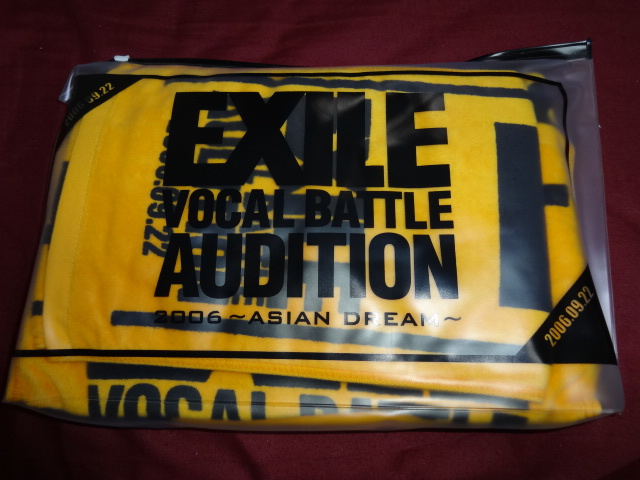 2006.09.22
EXILE
VOCAL BATTLE
AUDITION
2006 ~ASIAN DREAM~
2006.09.22
VOCAL BATTLE